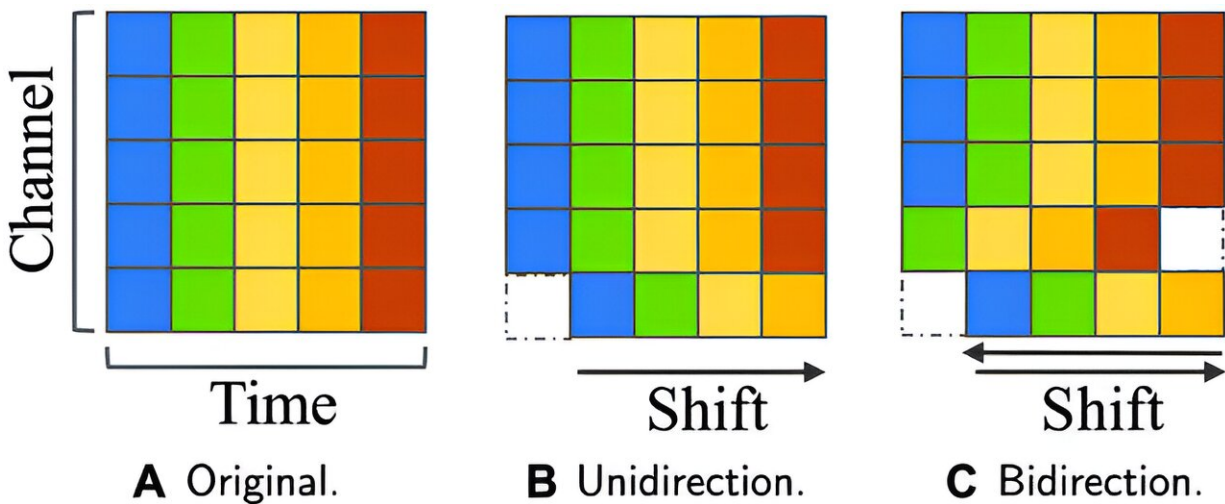 Channel
Time
Shift
Shift
A Original.
B Unidirection.
C Bidirection.